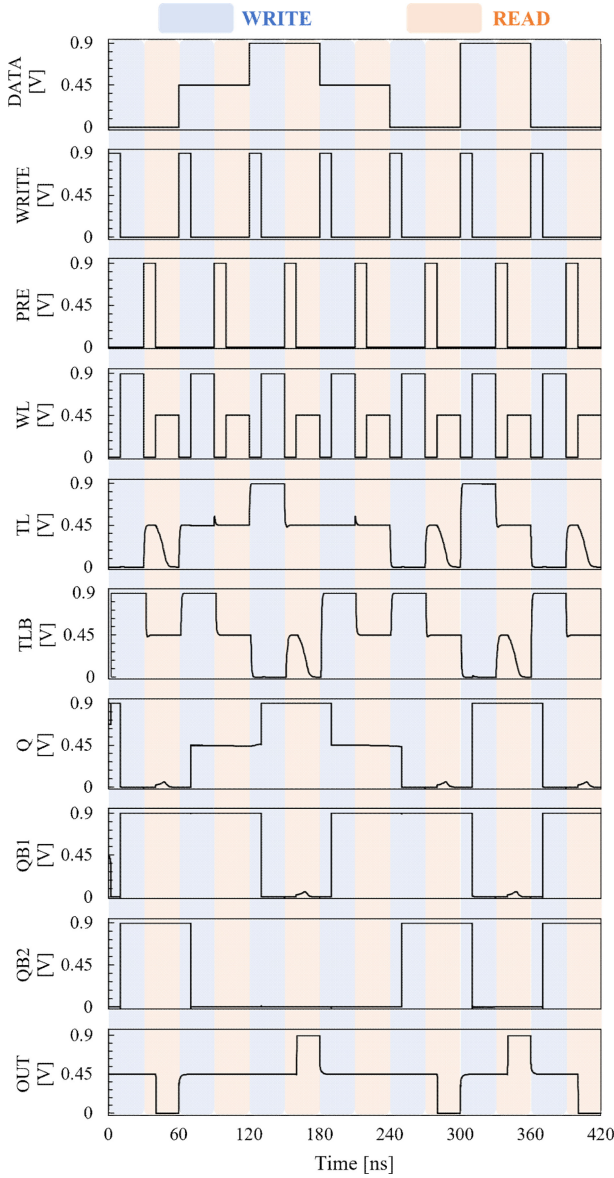 WRITE READ
DATA [V]
0.9
0.45
0
WRITE [V]
0.9
0.45
0
PRE [V]
0.9
0.45
0
WL [V]
0.9
0.45
0
TL [V]
0.9
0.45
0
TLB [V]
0.9
0.45
0
Q [V]
0.9
0.45
0
QB1 [V]
0.9
0.45
0
QB2 [V]
0.9
0.45
0
OUT [V]
0.9
0.45
0
0 60 120 180 240 300 360 420
Time [ns]